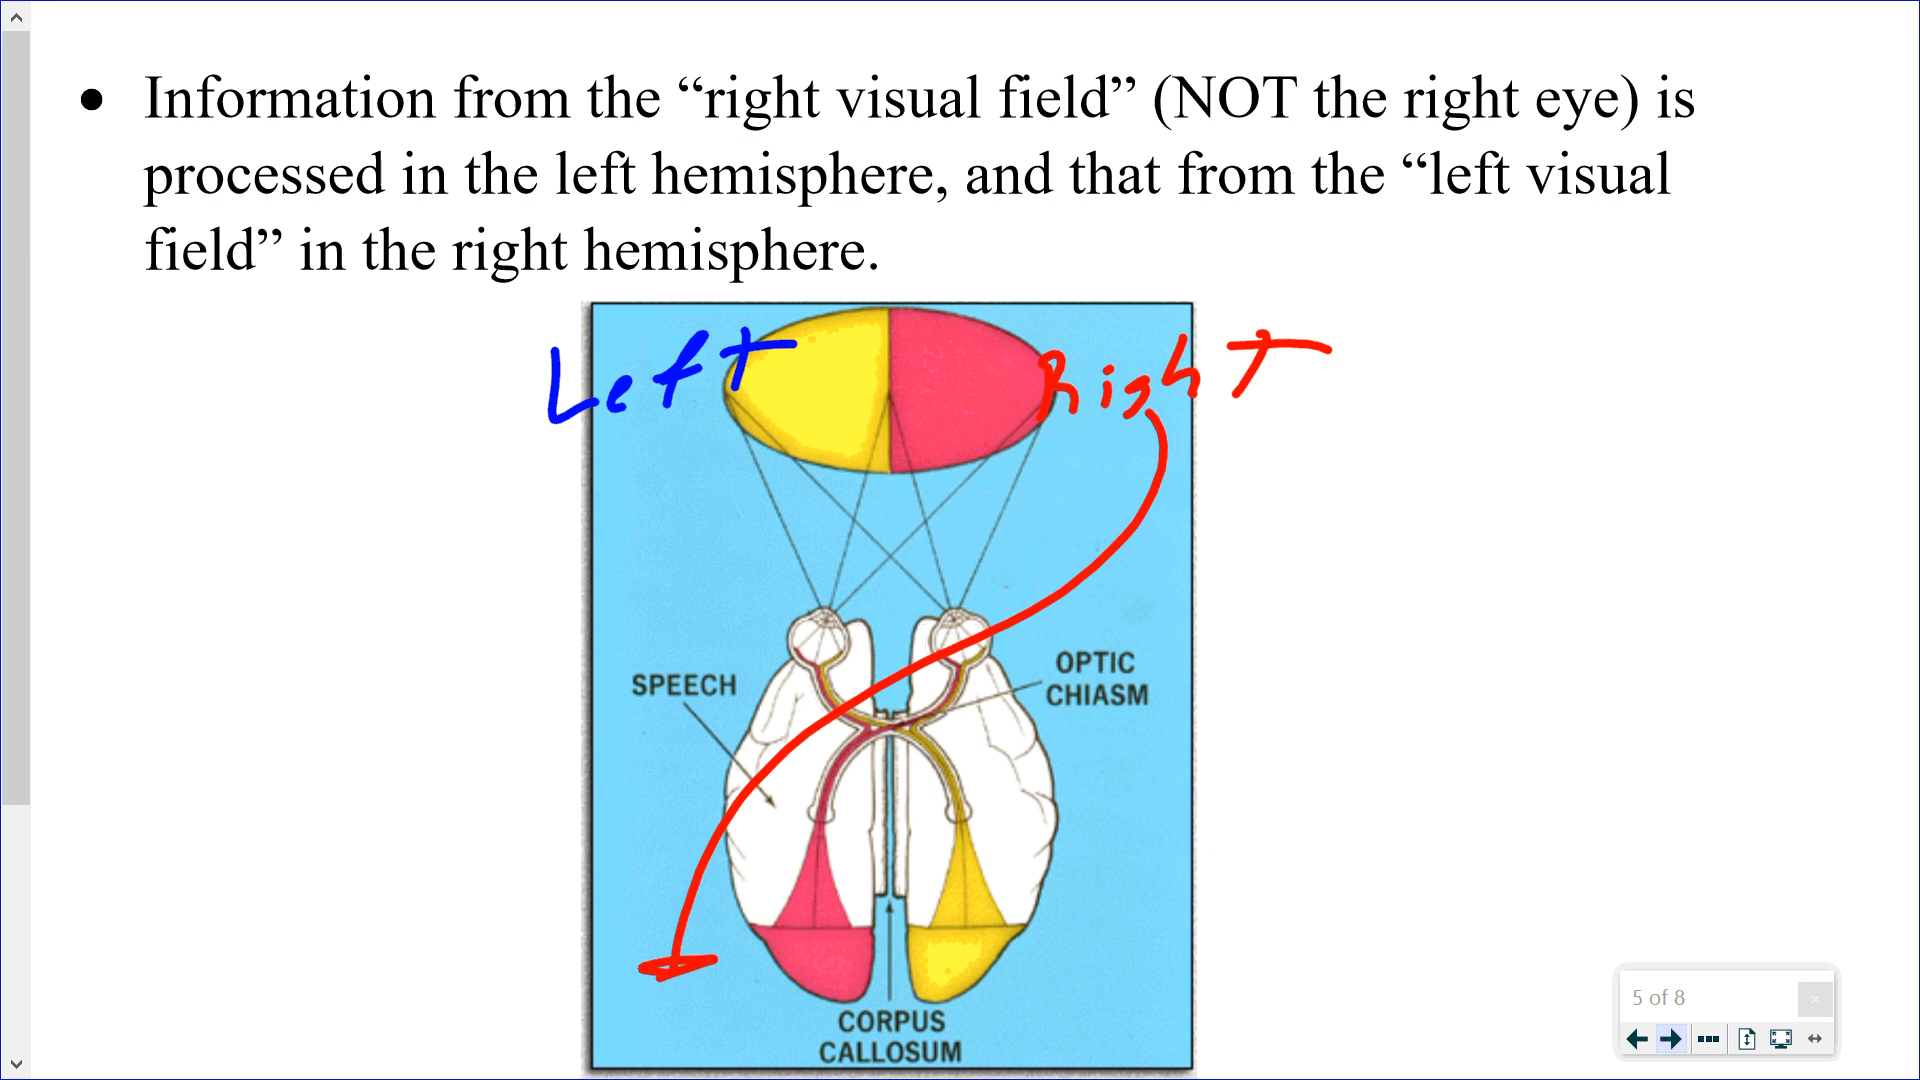 • Information from the “right visual field” (NOT the right eye) is
processed in the left hemisphere, and that from the “left visual
field” in the right hemisphere.
Left
Right
SPEECH
OPTIC
CHIASM
CORPUS
CALLOSUM
5 of 8